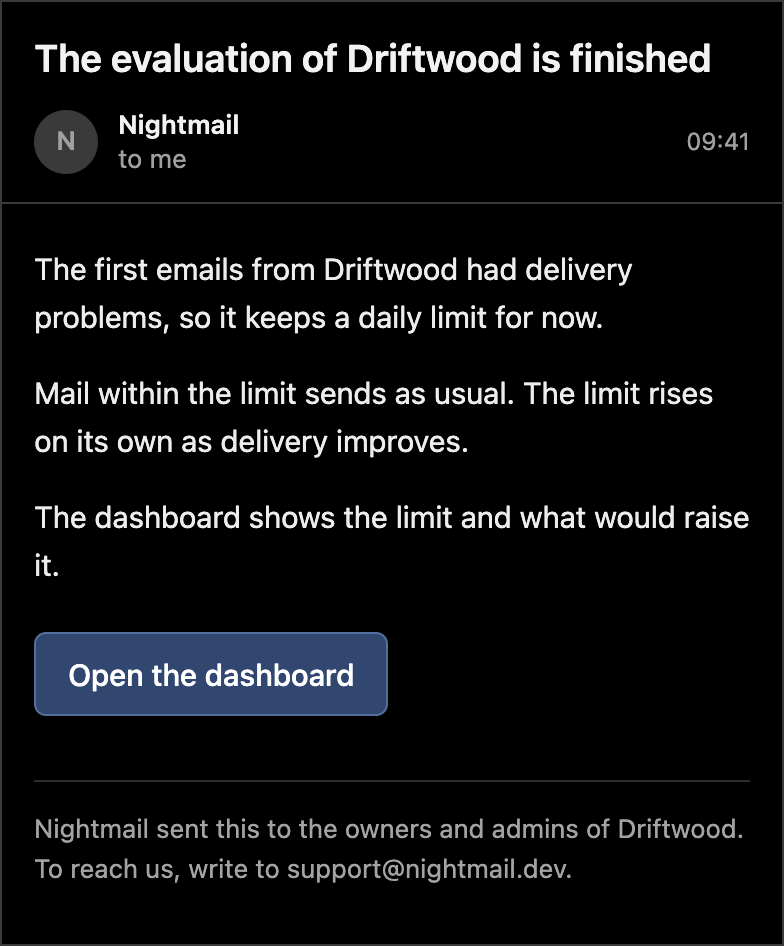 The evaluation of Driftwood is finished
N
Nightmail
to me
09:41
The first emails from Driftwood had delivery
problems, so it keeps a daily limit for now.
Mail within the limit sends as usual. The limit rises
on its own as delivery improves.
The dashboard shows the limit and what would raise
it.
Open the dashboard
Nightmail sent this to the owners and admins of Driftwood.
To reach us, write to support@nightmail.dev.